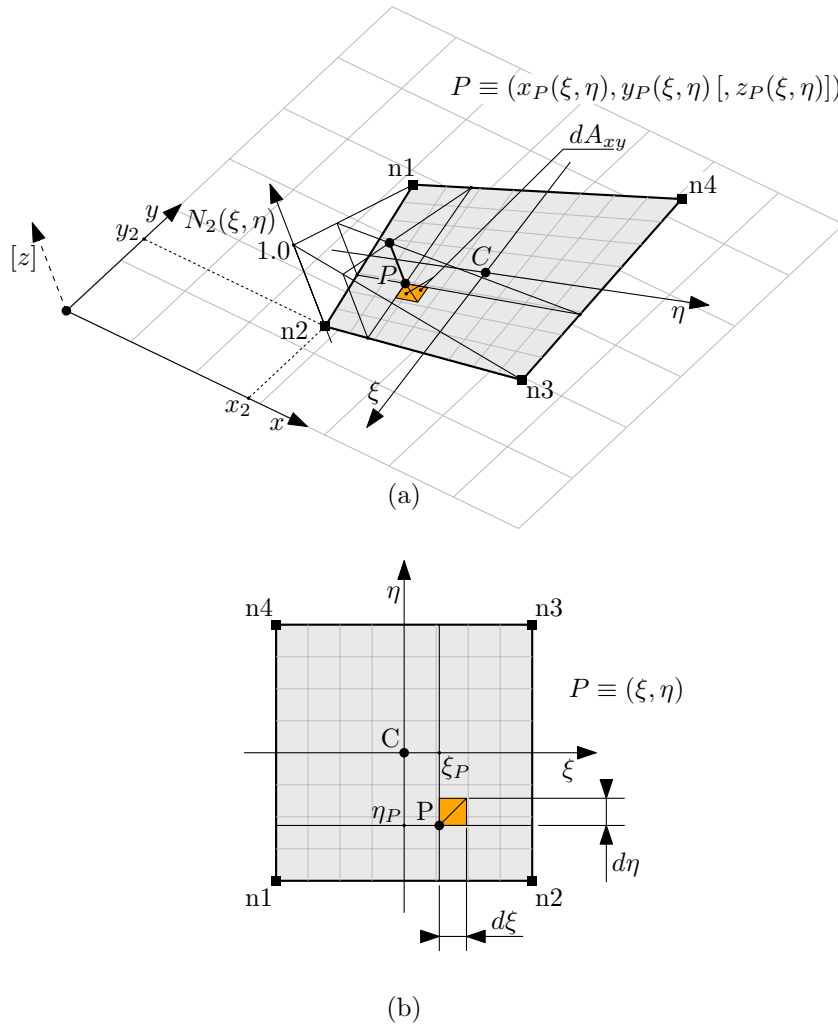 P ≡ (x_P(ξ, η), y_P(ξ, η) [, z_P(ξ, η)])
dA_xy
n1
n4
y
N_2(ξ, η)
y_2
1.0
[z]
C
P
η
n2
n3
ξ
x_2
x
(a)
η
n4
n3
P ≡ (ξ, η)
C
ξ_P
ξ
η_P
P
dη
n1
n2
dξ
(b)